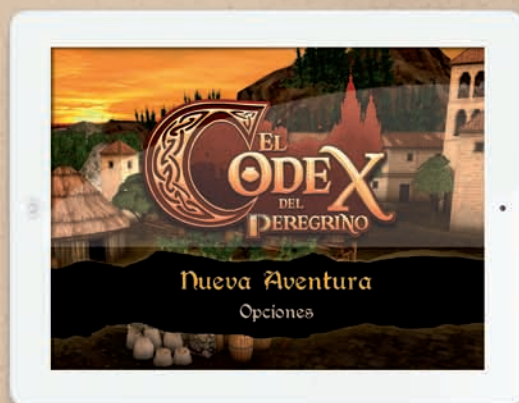 EL
CODEX
DEL
PEREGRINO
Nueva Aventura
Opciones